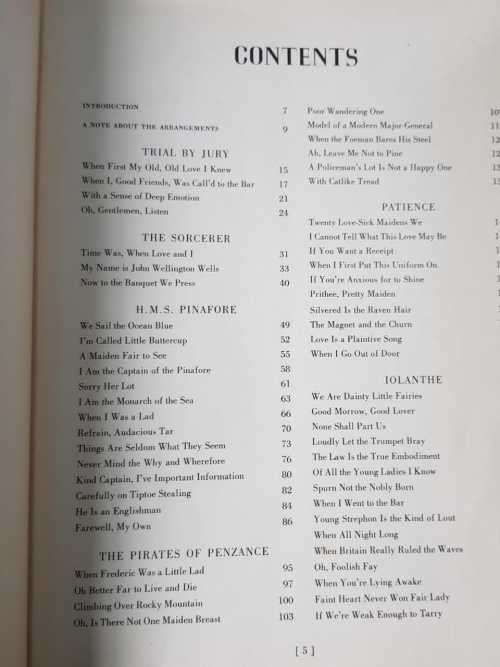 CONTENTS
INTRODUCTION 7
A NOTE ABOUT THE ARRANGEMENTS 9
TRIAL BY JURY
When First My Old, Old Love I Knew 15
When I, Good Friends, Was Call'd to the Bar 17
With a Sense of Deep Emotion 21
Oh, Gentlemen, Listen 24
THE SORCERER
Time Was, When Love and I 31
My Name is John Wellington Wells 33
Now to the Banquet We Press 40
H.M.S. PINAFORE
We Sail the Ocean Blue 49
I'm Called Little Buttercup 52
A Maiden Fair to See 55
I Am the Captain of the Pinafore 58
Sorry Her Lot 61
I Am the Monarch of the Sea 63
When I Was a Lad 66
Refrain, Audacious Tar 70
Things Are Seldom What They Seem 73
Never Mind the Why and Wherefore 76
Kind Captain, I've Important Information 80
Carefully on Tiptoe Stealing 82
He Is an Englishman 84
Farewell, My Own 86
THE PIRATES OF PENZANCE
When Frederic Was a Little Lad 95
Oh Better Far to Live and Die 97
Climbing Over Rocky Mountain 100
Oh, Is There Not One Maiden Breast 103
Poor Wandering One
Model of a Modern Major-General
When the Foeman Bares His Steel
Ah, Leave Me Not to Pine
A Policeman's Lot Is Not a Happy One
With Catlike Tread
PATIENCE
Twenty Love-Sick Maidens We
I Cannot Tell What This Love May Be
If You Want a Receipt
When I First Put This Uniform On
If You're Anxious for to Shine
Prithee, Pretty Maiden
Silvered Is the Raven Hair
The Magnet and the Churn
Love Is a Plaintive Song
When I Go Out of Door
IOLANTHE
We Are Dainty Little Fairies
Good Morrow, Good Lover
None Shall Part Us
Loudly Let the Trumpet Bray
The Law Is the True Embodiment
Of All the Young Ladies I Know
Spurn Not the Nobly Born
When I Went to the Bar
Young Strephon Is the Kind of Lout
When All Night Long
When Britain Really Ruled the Waves
Oh, Foolish Fay
When You're Lying Awake
Faint Heart Never Won Fair Lady
If We're Weak Enough to Tarry
[ 5 ]